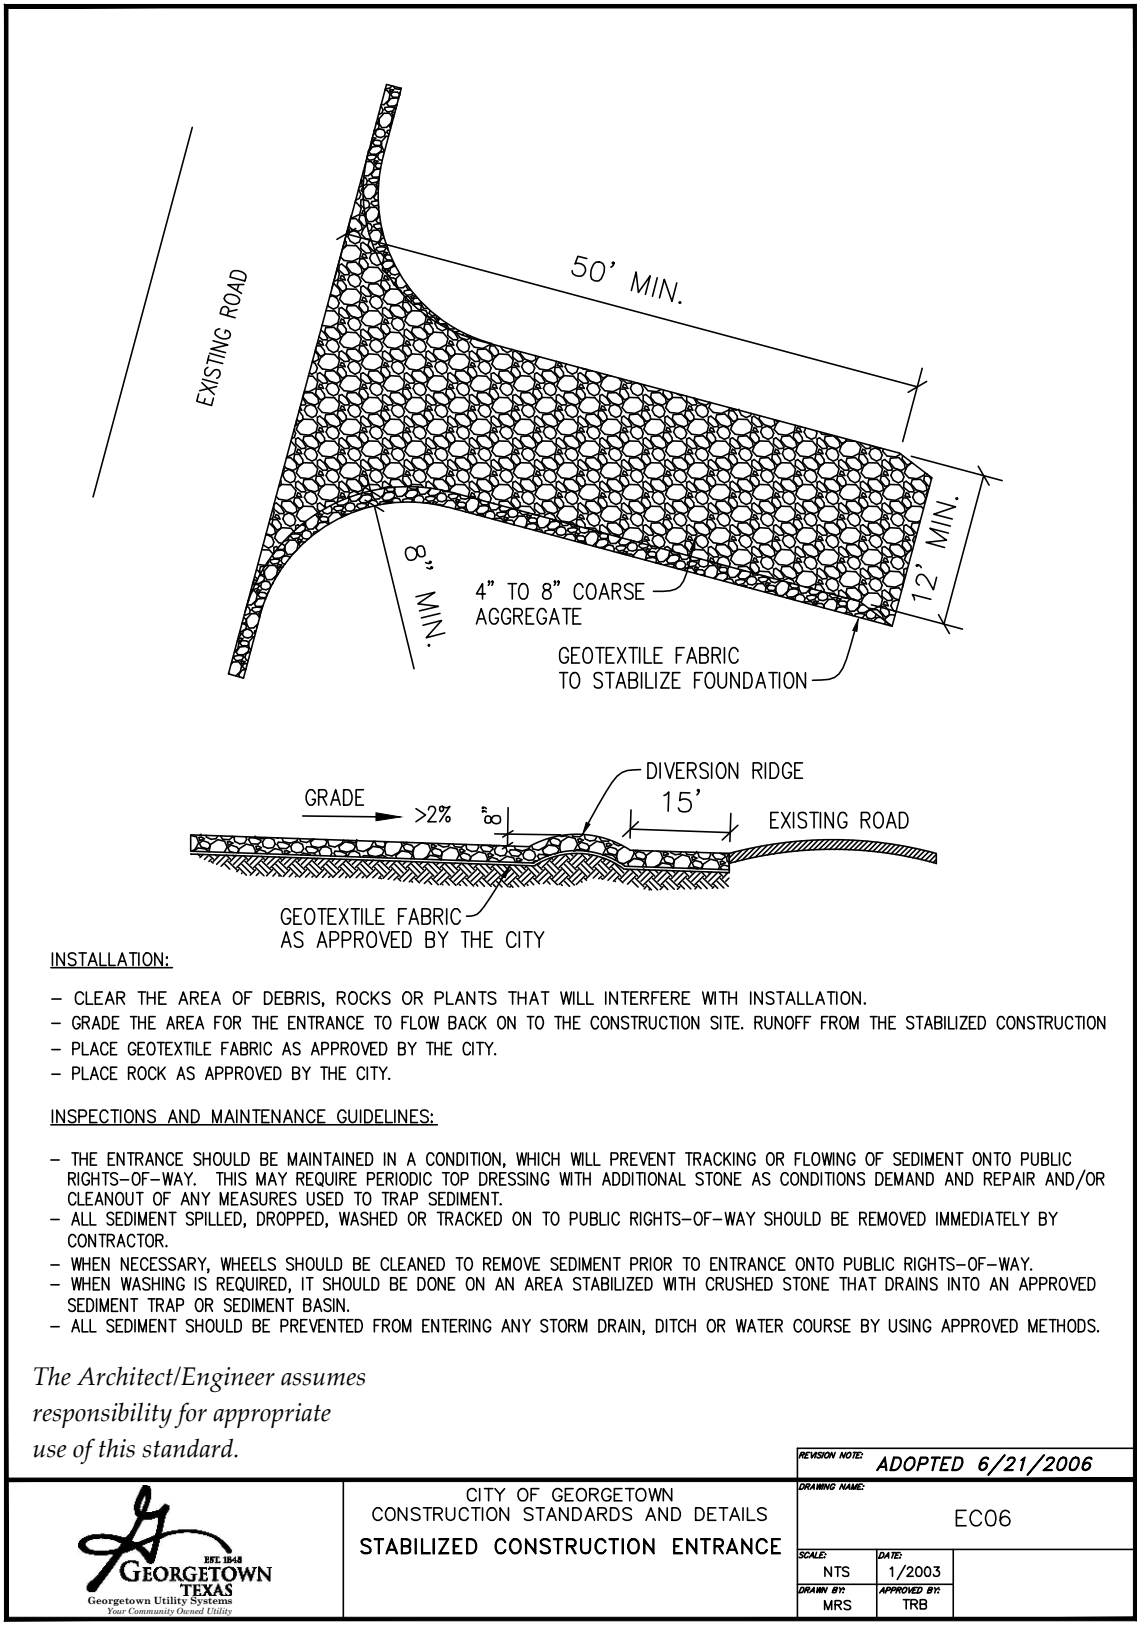 EXISTING ROAD
50' MIN.
12' MIN.
8" MIN.
4" TO 8" COARSE
AGGREGATE
GEOTEXTILE FABRIC
TO STABILIZE FOUNDATION
DIVERSION RIDGE
GRADE
>2%
8"
15'
EXISTING ROAD
GEOTEXTILE FABRIC
AS APPROVED BY THE CITY
INSTALLATION:
– CLEAR THE AREA OF DEBRIS, ROCKS OR PLANTS THAT WILL INTERFERE WITH INSTALLATION.
– GRADE THE AREA FOR THE ENTRANCE TO FLOW BACK ON TO THE CONSTRUCTION SITE. RUNOFF FROM THE STABILIZED CONSTRUCTION
– PLACE GEOTEXTILE FABRIC AS APPROVED BY THE CITY.
– PLACE ROCK AS APPROVED BY THE CITY.
INSPECTIONS AND MAINTENANCE GUIDELINES:
– THE ENTRANCE SHOULD BE MAINTAINED IN A CONDITION, WHICH WILL PREVENT TRACKING OR FLOWING OF SEDIMENT ONTO PUBLIC
RIGHTS–OF–WAY. THIS MAY REQUIRE PERIODIC TOP DRESSING WITH ADDITIONAL STONE AS CONDITIONS DEMAND AND REPAIR AND/OR
CLEANOUT OF ANY MEASURES USED TO TRAP SEDIMENT.
– ALL SEDIMENT SPILLED, DROPPED, WASHED OR TRACKED ON TO PUBLIC RIGHTS–OF–WAY SHOULD BE REMOVED IMMEDIATELY BY
CONTRACTOR.
– WHEN NECESSARY, WHEELS SHOULD BE CLEANED TO REMOVE SEDIMENT PRIOR TO ENTRANCE ONTO PUBLIC RIGHTS–OF–WAY.
– WHEN WASHING IS REQUIRED, IT SHOULD BE DONE ON AN AREA STABILIZED WITH CRUSHED STONE THAT DRAINS INTO AN APPROVED
SEDIMENT TRAP OR SEDIMENT BASIN.
– ALL SEDIMENT SHOULD BE PREVENTED FROM ENTERING ANY STORM DRAIN, DITCH OR WATER COURSE BY USING APPROVED METHODS.
The Architect/Engineer assumes
responsibility for appropriate
use of this standard.
REVISION NOTE: ADOPTED 6/21/2006
G
EST. 1848
GEORGETOWN
TEXAS
Georgetown Utility Systems
Your Community Owned Utility
CITY OF GEORGETOWN
CONSTRUCTION STANDARDS AND DETAILS
STABILIZED CONSTRUCTION ENTRANCE
DRAWING NAME:
EC06
SCALE:
NTS
DATE:
1/2003
DRAWN BY:
MRS
APPROVED BY:
TRB